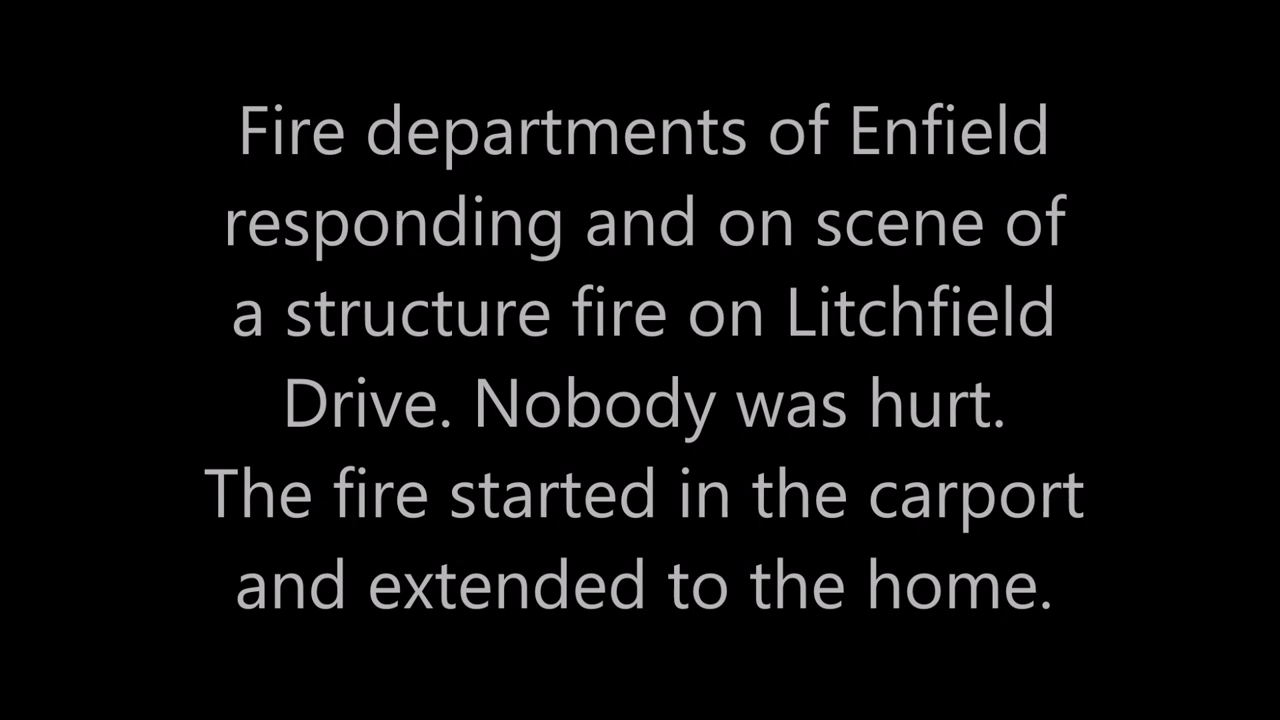 Fire departments of Enfield
responding and on scene of
a structure fire on Litchfield
Drive. Nobody was hurt.
The fire started in the carport
and extended to the home.